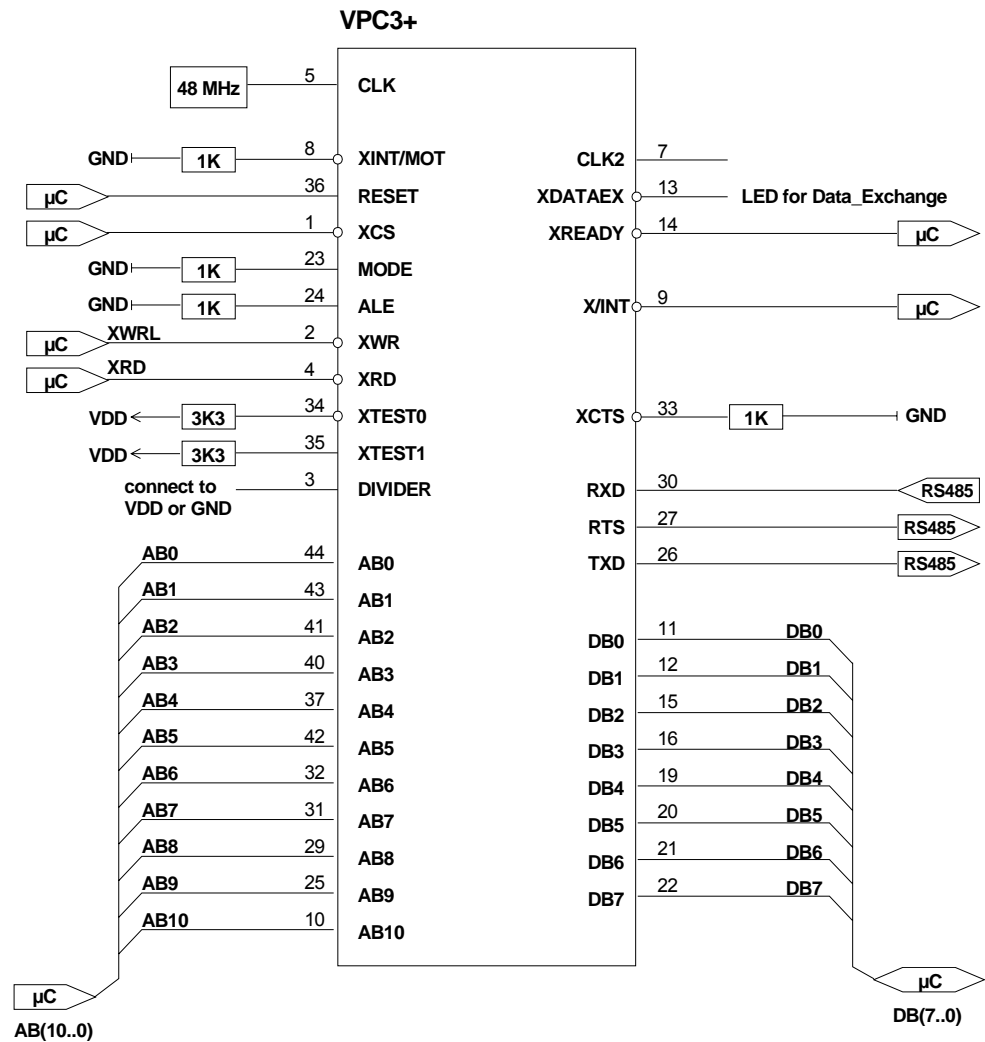 VPC3+
48 MHz 5 CLK
GND 1K 8 XINT/MOT CLK2 7
µC 36 RESET XDATAEX 13 LED for Data_Exchange
µC 1 XCS XREADY 14 µC
GND 1K 23 MODE
GND 1K 24 ALE X/INT 9 µC
µC XWRL 2 XWR
µC XRD 4 XRD
VDD 3K3 34 XTEST0 XCTS 33 1K GND
VDD 3K3 35 XTEST1
connect to 3 DIVIDER RXD 30 RS485
VDD or GND
RTS 27 RS485
AB0 44 AB0 TXD 26 RS485
AB1 43 AB1
AB2 41 AB2 DB0 11 DB0
AB3 40 AB3 DB1 12 DB1
AB4 37 AB4 DB2 15 DB2
AB5 42 AB5 DB3 16 DB3
AB6 32 AB6 DB4 19 DB4
AB7 31 AB7 DB5 20 DB5
AB8 29 AB8 DB6 21 DB6
AB9 25 AB9 DB7 22 DB7
AB10 10 AB10
µC µC
AB(10..0) DB(7..0)